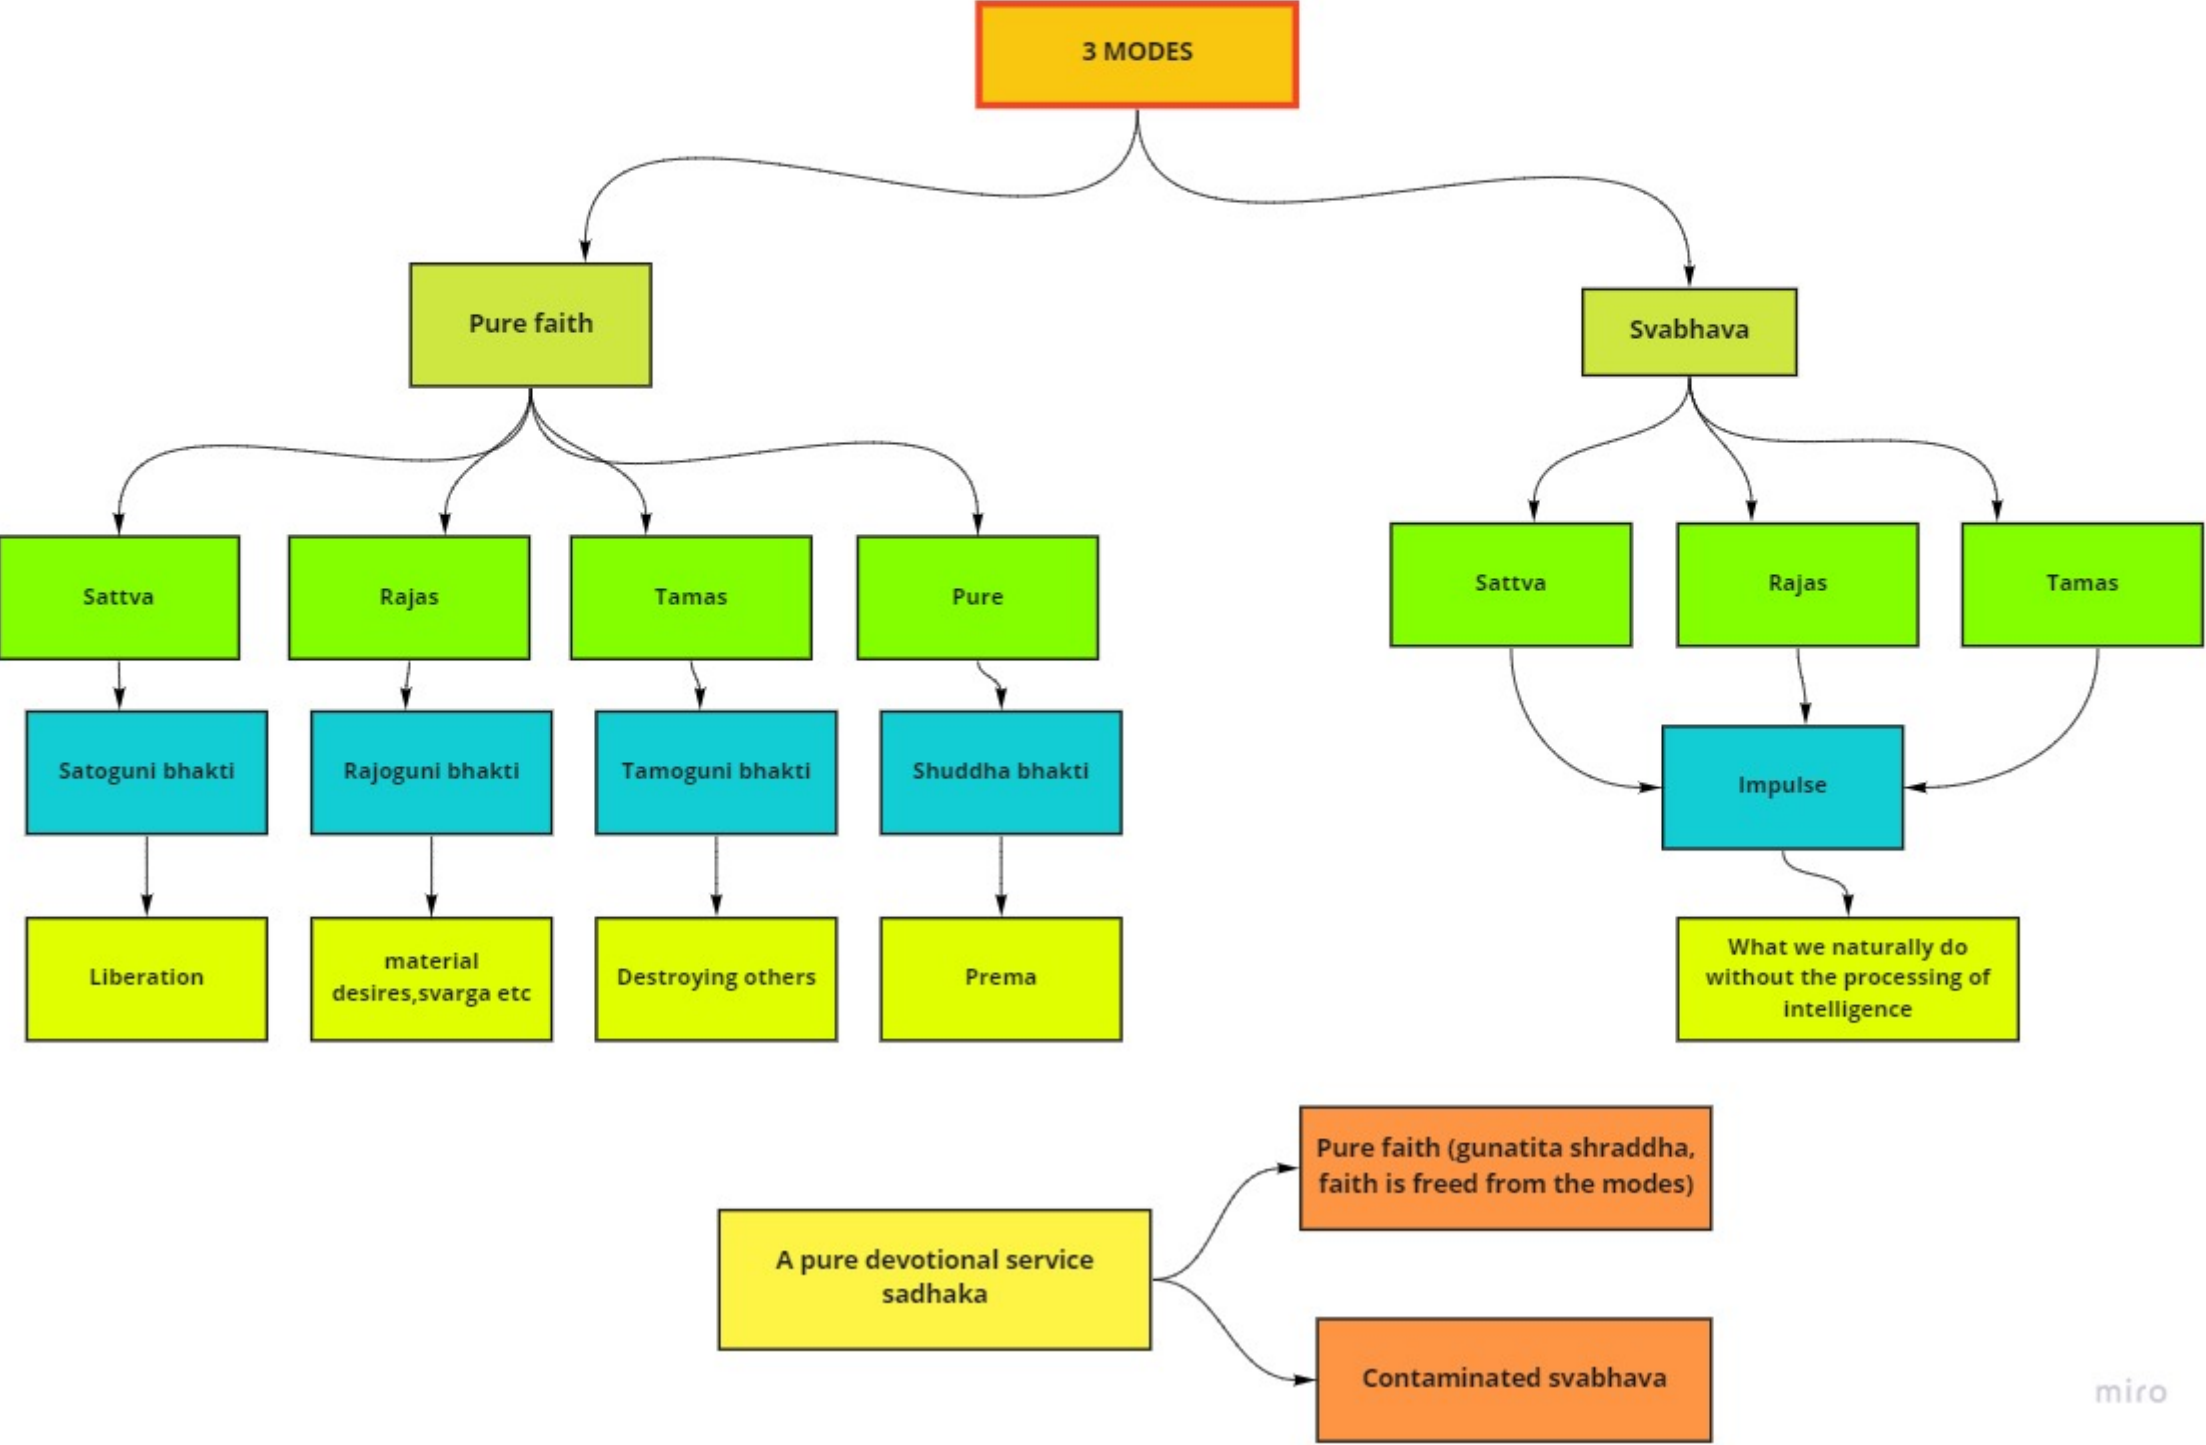 3 MODES
Pure faith
Svabhava
Sattva
Rajas
Tamas
Pure
Sattva
Rajas
Tamas
Satoguni bhakti
Rajoguni bhakti
Tamoguni bhakti
Shuddha bhakti
Impulse
Liberation
material
desires,svarga etc
Destroying others
Prema
What we naturally do
without the processing of
intelligence
Pure faith (gunatita shraddha,
faith is freed from the modes)
A pure devotional service
sadhaka
Contaminated svabhava
miro